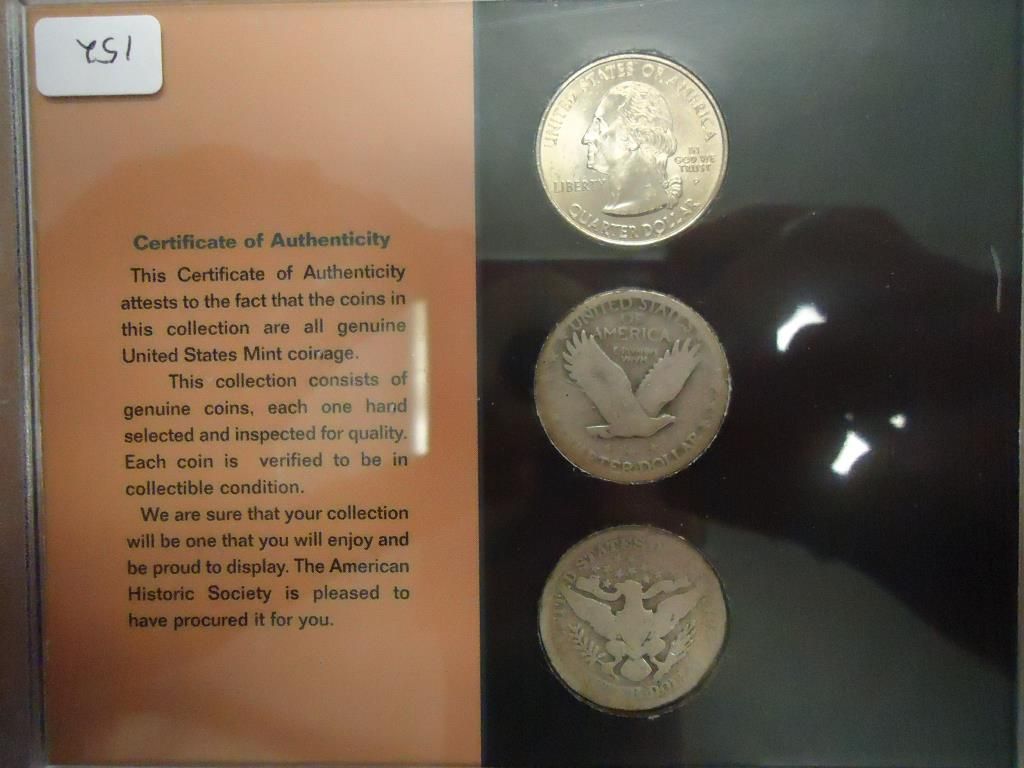 152
Certificate of Authenticity
This Certificate of Authenticity
attests to the fact that the coins in
this collection are all genuine
United States Mint coinage.
This collection consists of
genuine coins, each one hand
selected and inspected for quality.
Each coin is verified to be in
collectible condition.
We are sure that your collection
will be one that you will enjoy and
be proud to display. The American
Historic Society is pleased to
have procured it for you.
UNITED STATES OF AMERICA
IN
GOD WE
TRUST
LIBERTY
P
QUARTER DOLLAR
UNITED STATES
OF
AMERICA
DOLLAR
STATES